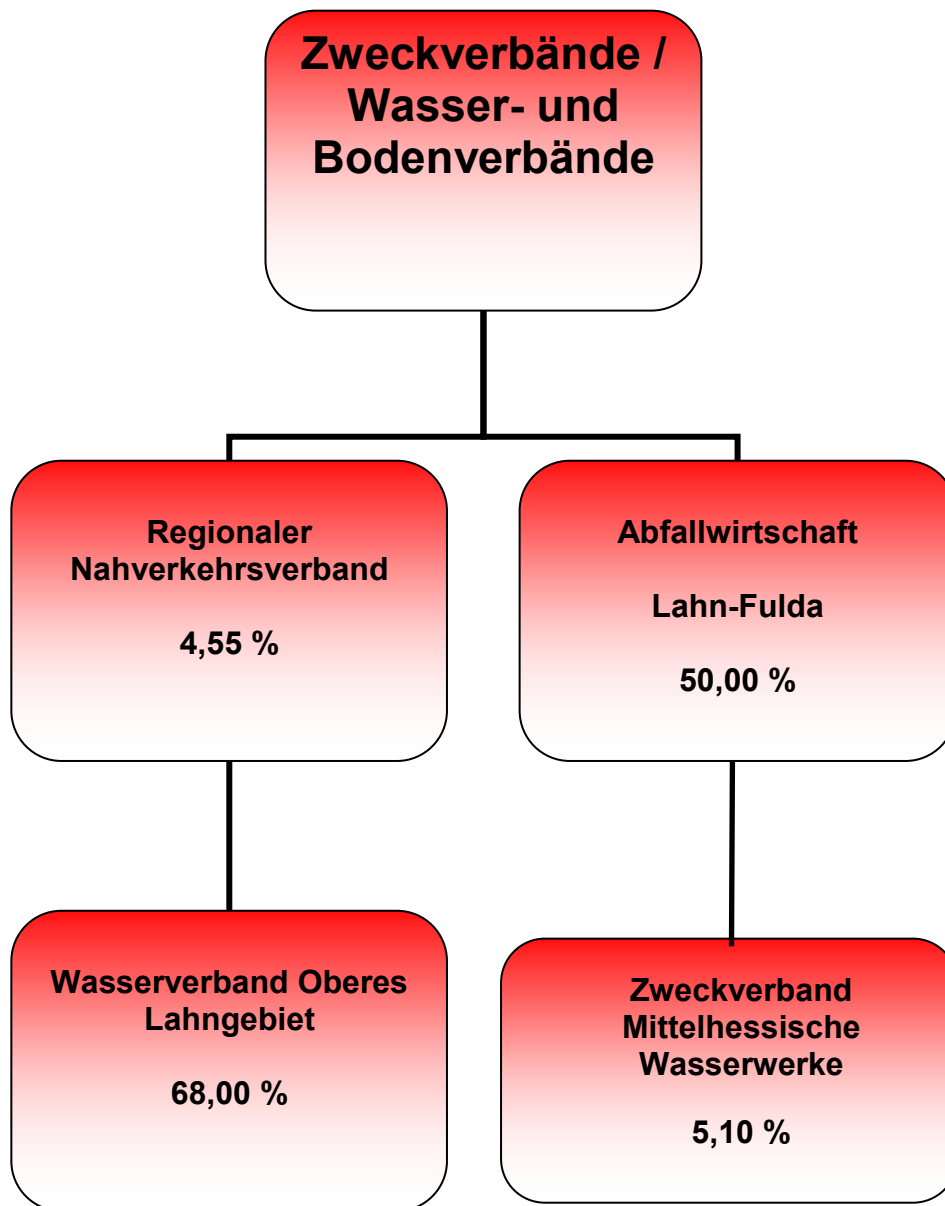 Zweckverbände /
Wasser- und
Bodenverbände
Regionaler
Nahverkehrsverband
4,55 %
Abfallwirtschaft
Lahn-Fulda
50,00 %
Wasserverband Oberes
Lahngebiet
68,00 %
Zweckverband
Mittelhessische
Wasserwerke
5,10 %